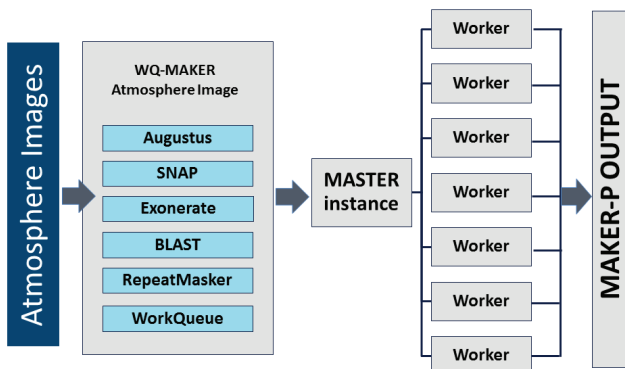 Atmosphere Images
WQ-MAKER
Atmosphere Image
Augustus
SNAP
Exonerate
BLAST
RepeatMasker
WorkQueue
MASTER
instance
Worker
Worker
Worker
Worker
Worker
Worker
Worker
MAKER-P OUTPUT